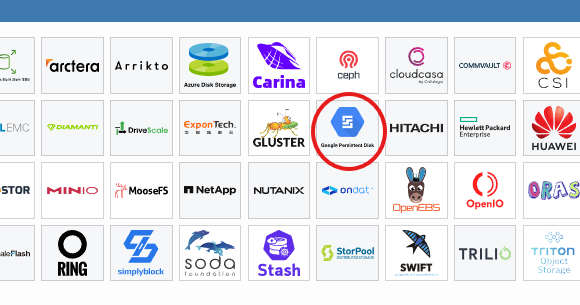 arctera
Arrikto
Azure Disk Storage
Carina
ceph
cloudcasa
by Catalogic
COMMVAULT
CSI
EMC
DIAMANTI
DriveScale
ExponTech.
GLUSTER
Google Persistent Disk
HITACHI
Hewlett Packard
Enterprise
HUAWEI
STOR
MINIO
MooseFS
NetApp
NUTANIX
ondat
OpenEBS
OpenIO
ORAS
Flash
RING
simplyblock
soda
foundation
Stash
StorPool
DISTRIBUTED STORAGE
SWIFT
TRILIO
TRITON
Object
Storage